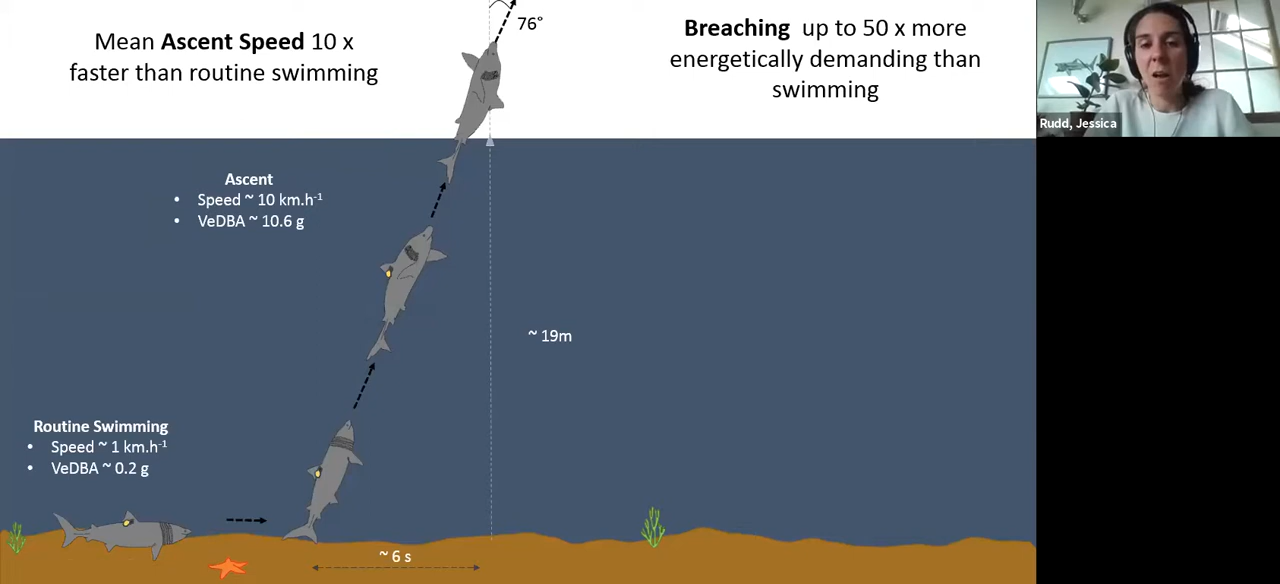 Mean Ascent Speed 10 x
faster than routine swimming
76°
Breaching up to 50 x more
energetically demanding than
swimming
Rudd, Jessica
Ascent
• Speed ~ 10 km.h⁻¹
• VeDBA ~ 10.6 g
~ 19m
Routine Swimming
• Speed ~ 1 km.h⁻¹
• VeDBA ~ 0.2 g
~ 6 s